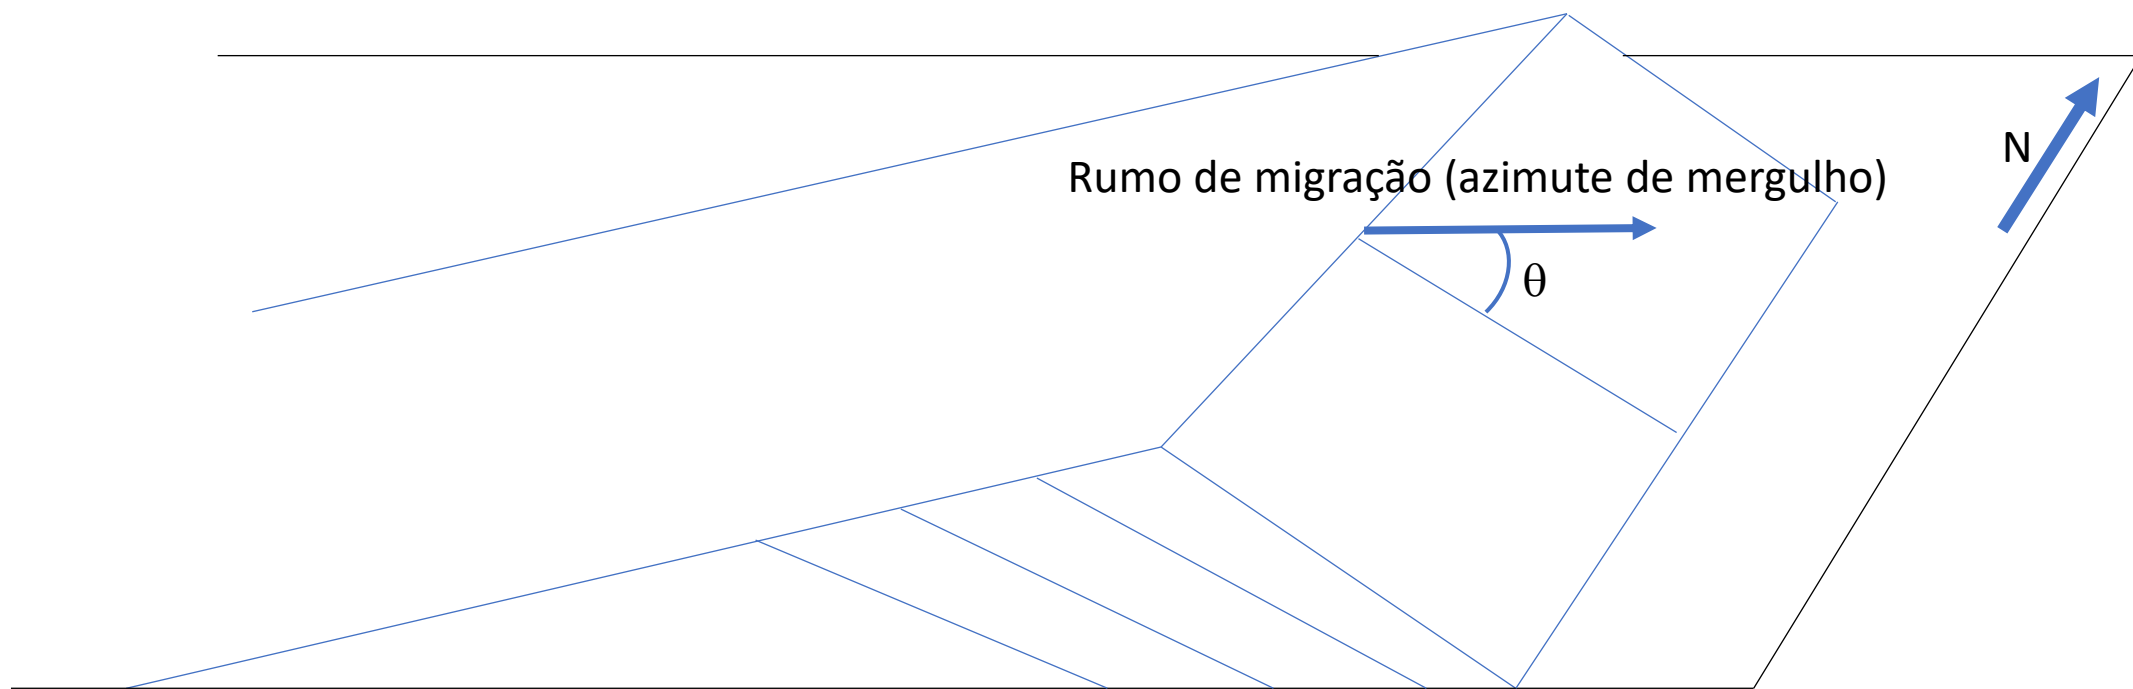 N
Rumo de migração (azimute de mergulho)
θ